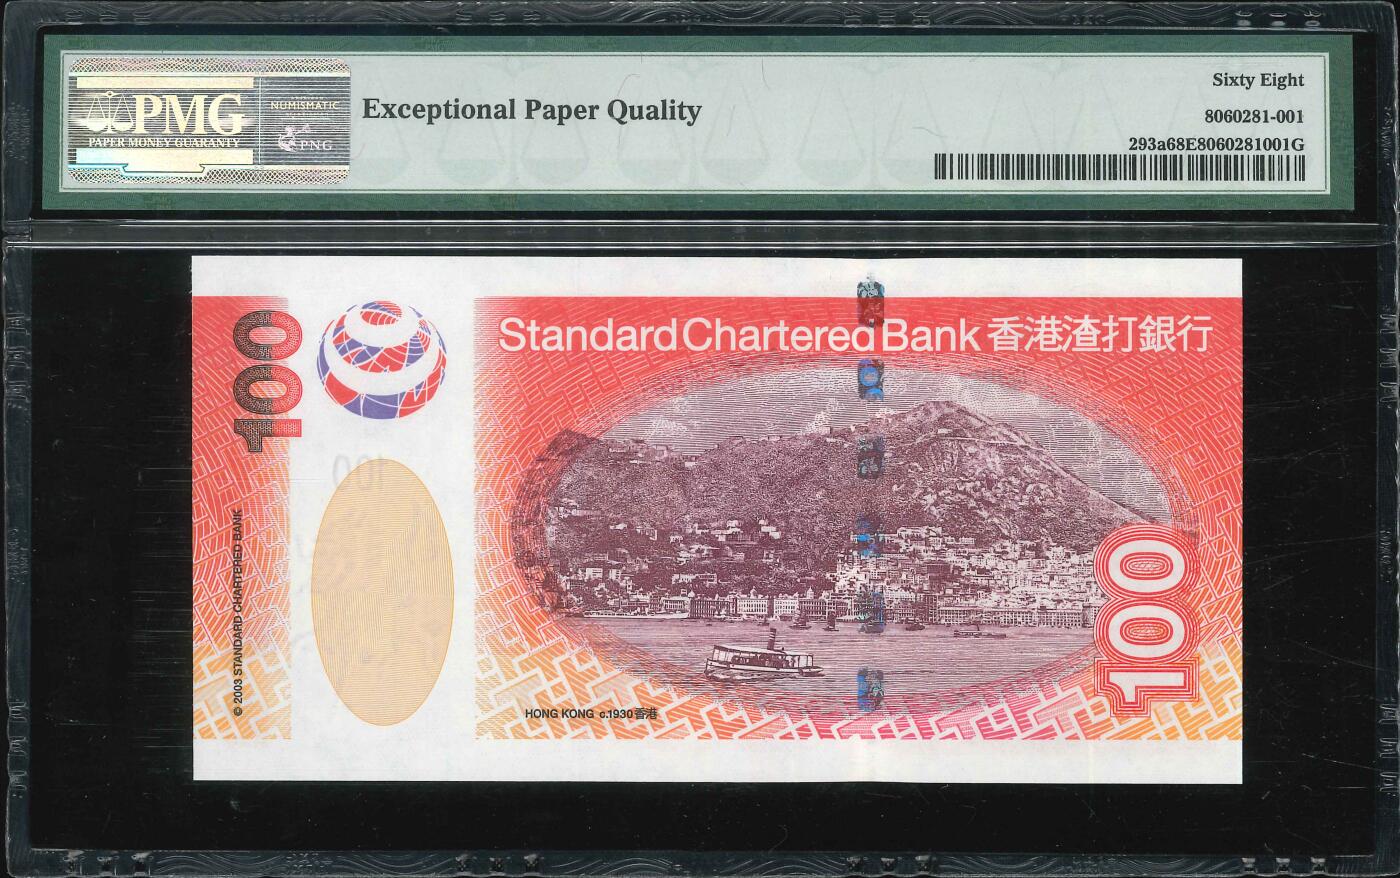 PMG
PAPER MONEY GUARANTY
NUMISMATIC
PNG
Exceptional Paper Quality
Sixty Eight
8060281-001
293a68E8060281001G
100
Standard Chartered Bank 香港渣打銀行
© 2003 STANDARD CHARTERED BANK
HONG KONG c.1930 香港
100